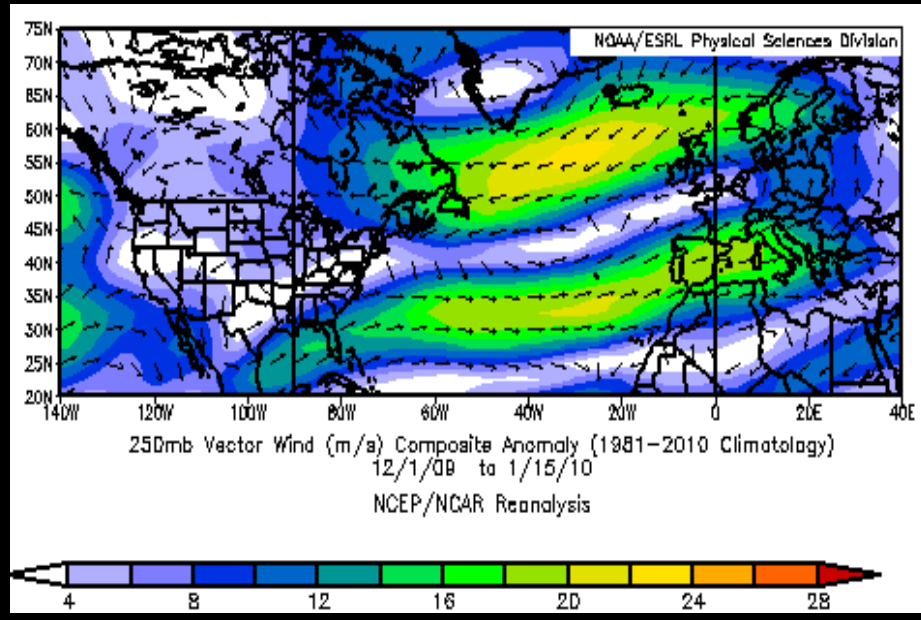 75N
NOAA/ESRL Physical Sciences Division
70N
65N
60N
55N
50N
45N
40N
35N
30N
25N
20N
140W 120W 100W 80W 60W 40W 20W 0 20E 40E
250mb Vector Wind (m/s) Composite Anomaly (1981-2010 Climatology)
12/1/09 to 1/15/10
NCEP/NCAR Reanalysis
4 8 12 16 20 24 28